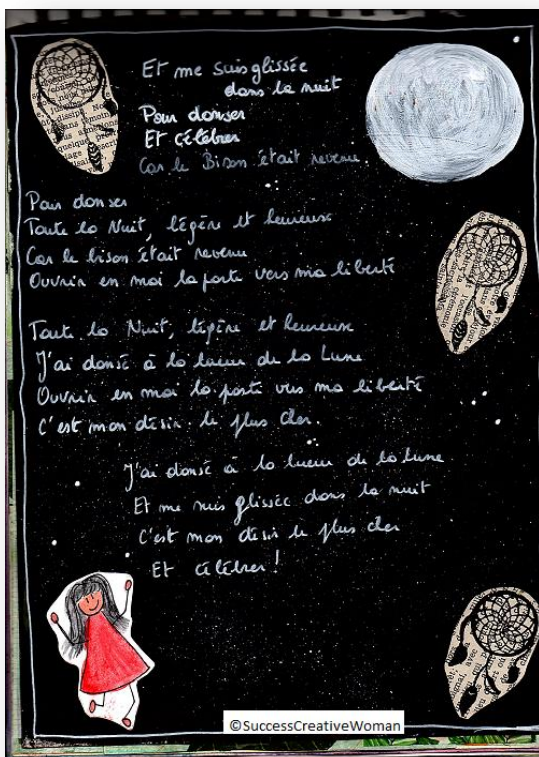 Et me suis glissée
dans la nuit
Pour danser
Et célébrer
Car le Bison était revenu
Pour danser
Toute la Nuit, légère et heureuse
Car le bison était revenu
Ouvrir en moi la porte vers ma liberté
Toute la Nuit, légère et heureuse
J'ai dansé à la lueur de la Lune
Ouvrir en moi la porte vers ma liberté
C'est mon désir le plus cher.
J'ai dansé à la lueur de la lune
Et me suis glissée dans la nuit
C'est mon désir le plus cher
Et célébrer !
©SuccessCreativeWoman